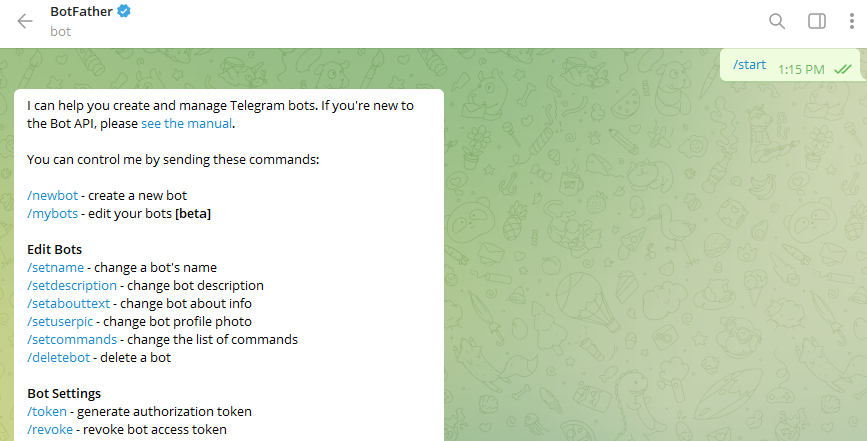 BotFather
bot
/start 1:15 PM
I can help you create and manage Telegram bots. If you're new to
the Bot API, please see the manual.
You can control me by sending these commands:
/newbot - create a new bot
/mybots - edit your bots [beta]
Edit Bots
/setname - change a bot's name
/setdescription - change bot description
/setabouttext - change bot about info
/setuserpic - change bot profile photo
/setcommands - change the list of commands
/deletebot - delete a bot
Bot Settings
/token - generate authorization token
/revoke - revoke bot access token